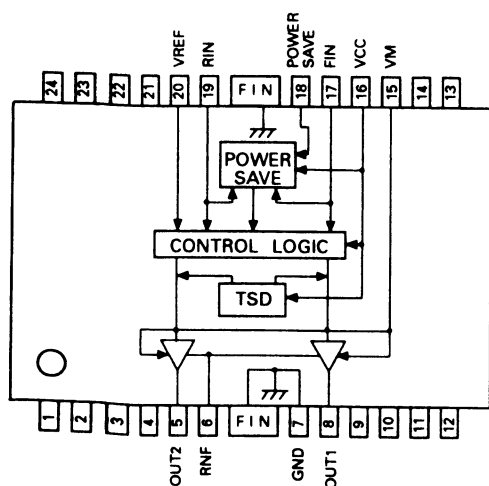 VREF
RIN
POWER
SAVE
FIN
VCC
VM
24
23
22
21
20
19
FIN
18
17
16
15
14
13
POWER
SAVE
CONTROL LOGIC
TSD
1
2
3
4
5
6
FIN
7
8
9
10
11
12
OUT2
RNF
GND
OUT1